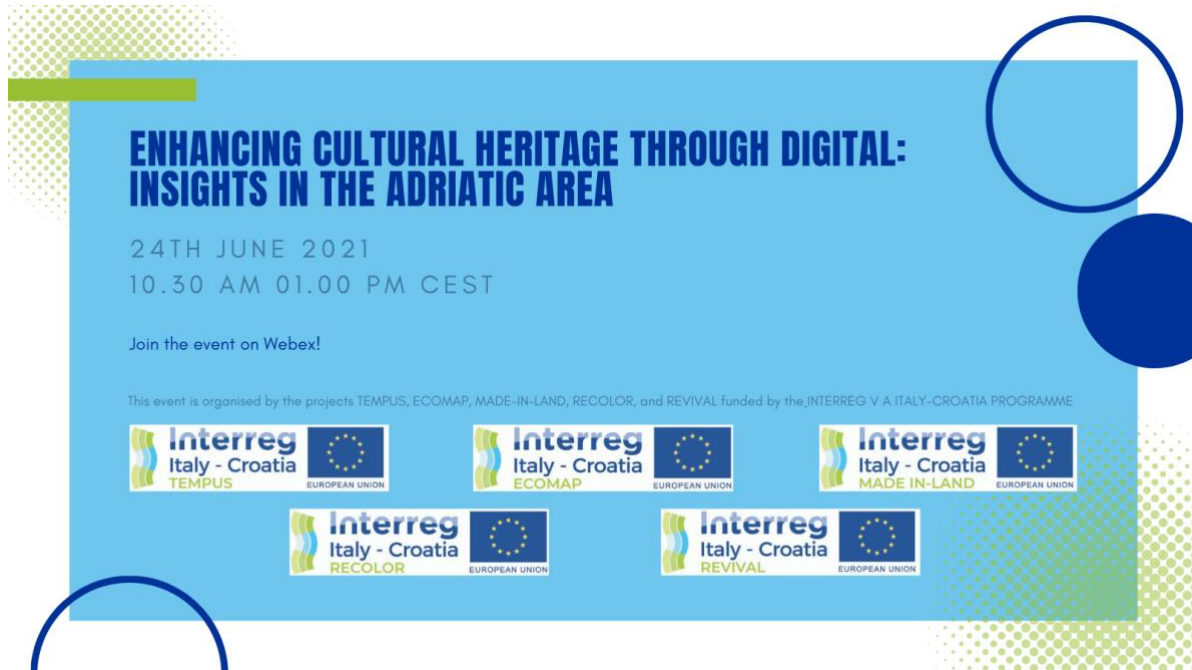 ENHANCING CULTURAL HERITAGE THROUGH DIGITAL:
INSIGHTS IN THE ADRIATIC AREA
24TH JUNE 2021
10.30 AM 01.00 PM CEST
Join the event on Webex!
This event is organised by the projects TEMPUS, ECOMAP, MADE-IN-LAND, RECOLOR, and REVIVAL funded by the INTERREG V A ITALY-CROATIA PROGRAMME
Interreg
Italy - Croatia
TEMPUS
EUROPEAN UNION
Interreg
Italy - Croatia
ECOMAP
EUROPEAN UNION
Interreg
Italy - Croatia
MADE IN-LAND
EUROPEAN UNION
Interreg
Italy - Croatia
RECOLOR
EUROPEAN UNION
Interreg
Italy - Croatia
REVIVAL
EUROPEAN UNION